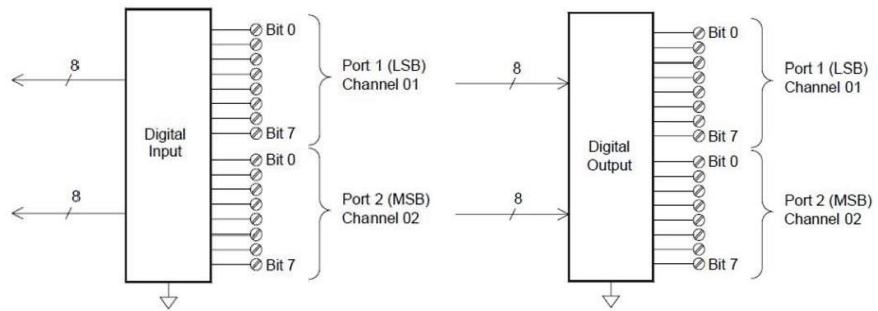 Bit 0
8
Port 1 (LSB)
Channel 01
Digital
Input
Bit 7
Bit 0
8
Port 2 (MSB)
Channel 02
Bit 7
Bit 0
8
Port 1 (LSB)
Channel 01
Digital
Output
Bit 7
Bit 0
8
Port 2 (MSB)
Channel 02
Bit 7